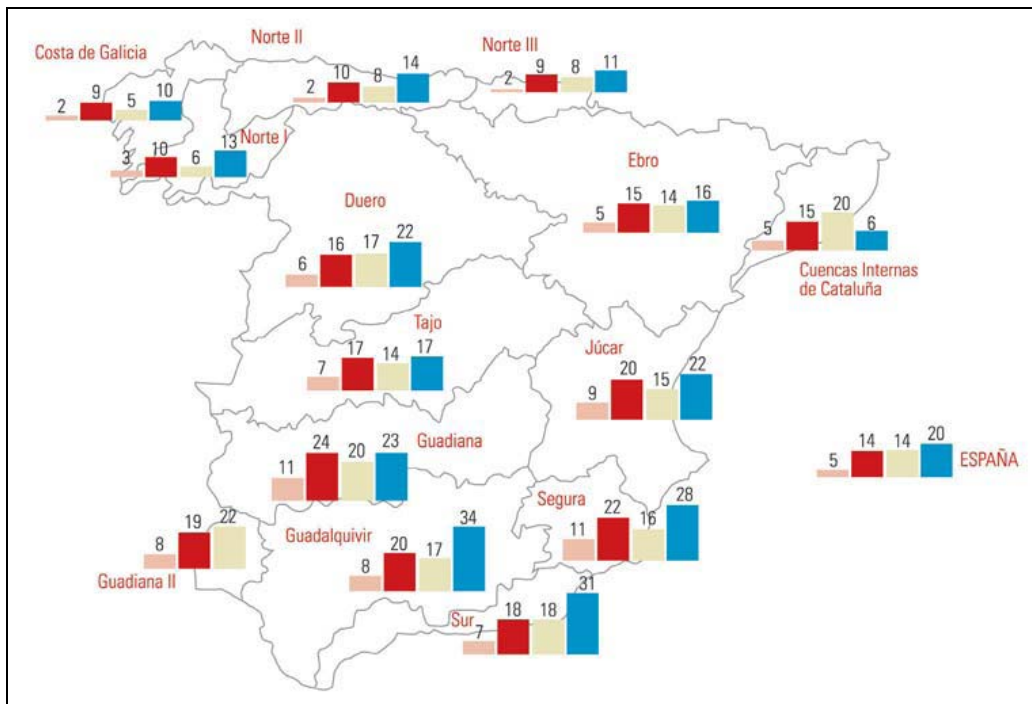 Costa de Galicia
2 9 5 10
Norte II
2 10 8 14
Norte III
2 9 8 11
Norte I
3 10 6 13
Duero
6 16 17 22
Ebro
5 15 14 16
5 15 20 6
Cuencas Internas
de Cataluña
Tajo
7 17 14 17
Júcar
9 20 15 22
Guadiana
11 24 20 23
5 14 14 20
ESPAÑA
Segura
11 22 16 28
8 19 22
Guadiana II
Guadalquivir
8 20 17 34
Sur
7 18 18 31